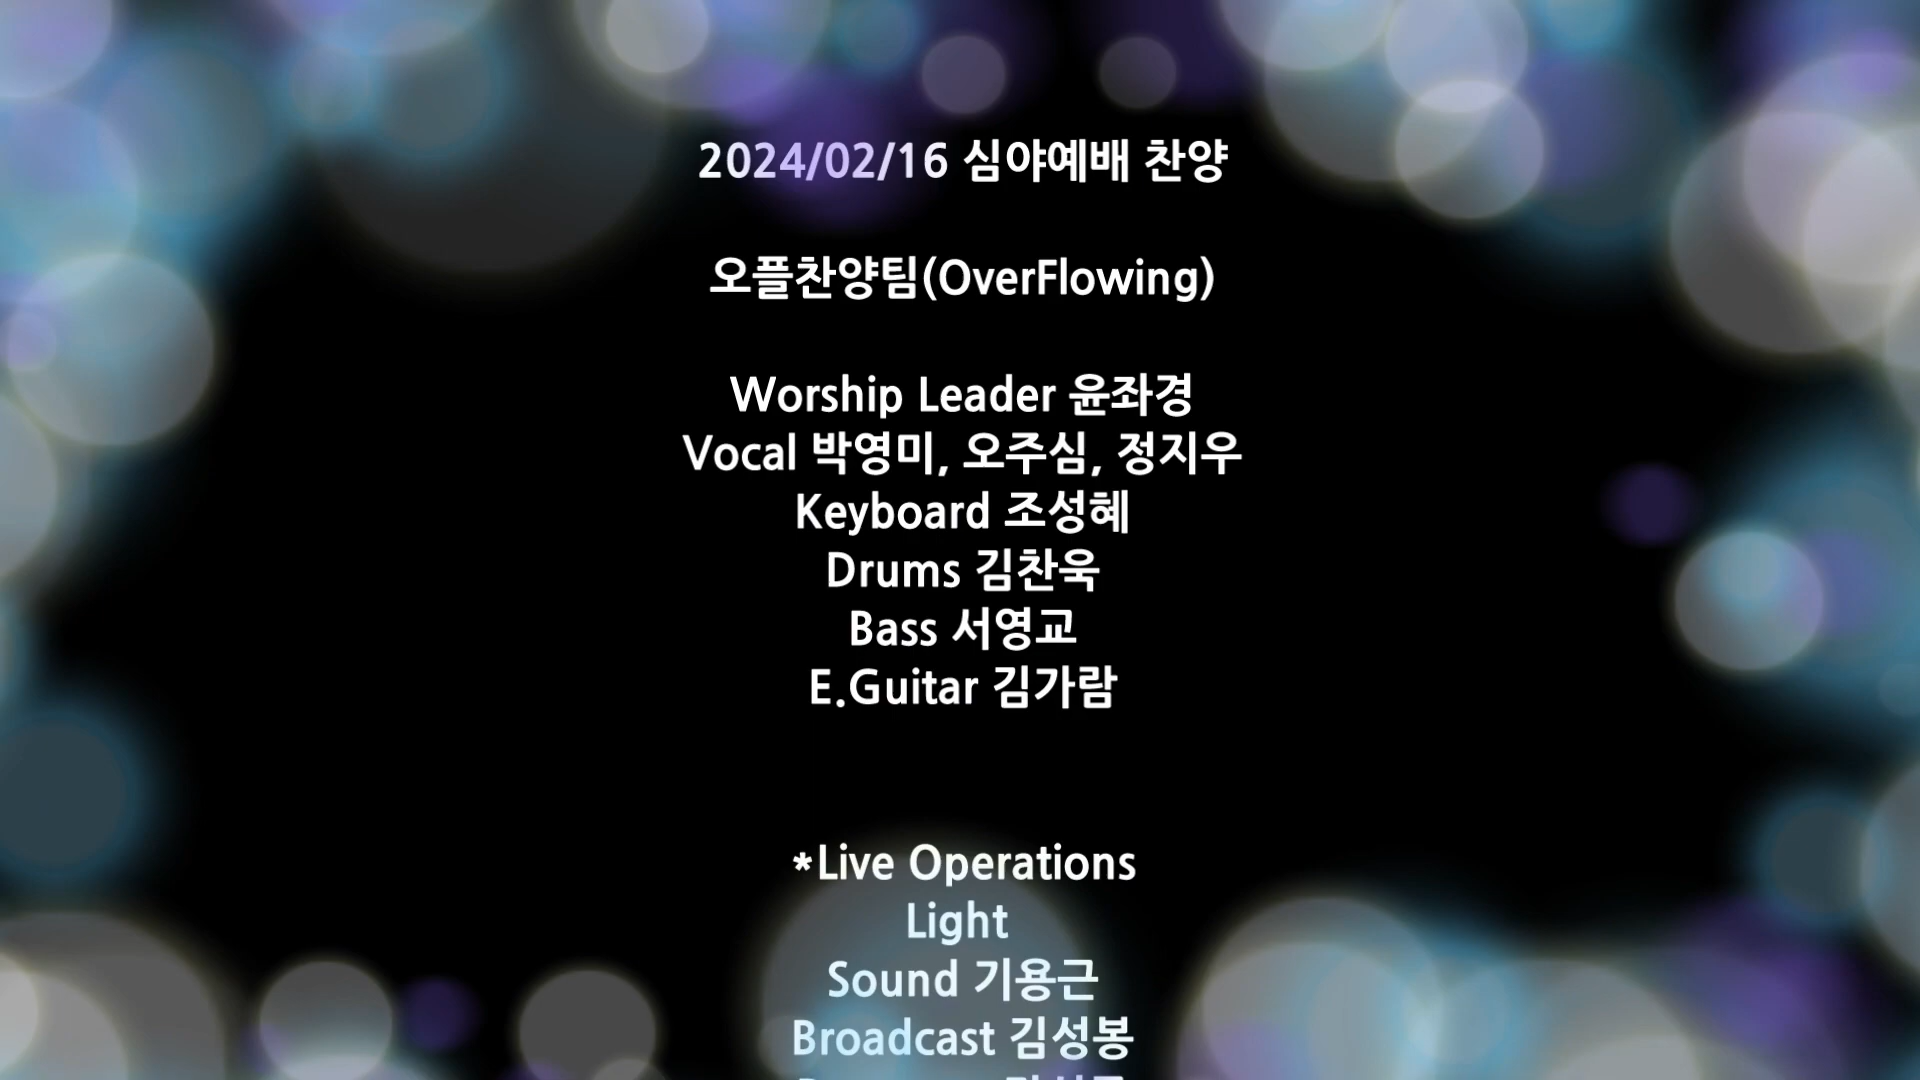 2024/02/16 심야예배 찬양
오플찬양팀(OverFlowing)
Worship Leader 윤좌경
Vocal 박영미, 오주심, 정지우
Keyboard 조성혜
Drums 김찬욱
Bass 서영교
E.Guitar 김가람
*Live Operations
Light
Sound 기용근
Broadcast 김성봉